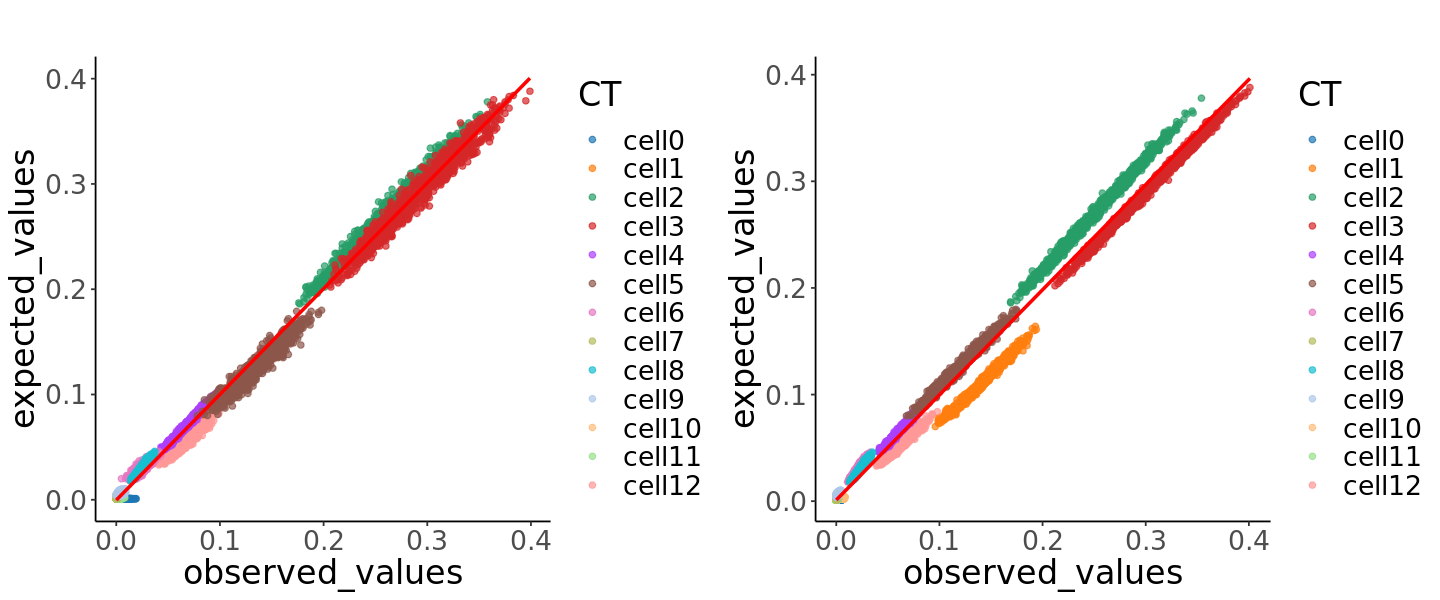 expected_values
0.4
0.3
0.2
0.1
0.0
0.0 0.1 0.2 0.3 0.4
observed_values
CT
cell0
cell1
cell2
cell3
cell4
cell5
cell6
cell7
cell8
cell9
cell10
cell11
cell12
expected_values
0.4
0.3
0.2
0.1
0.0
0.0 0.1 0.2 0.3 0.4
observed_values
CT
cell0
cell1
cell2
cell3
cell4
cell5
cell6
cell7
cell8
cell9
cell10
cell11
cell12